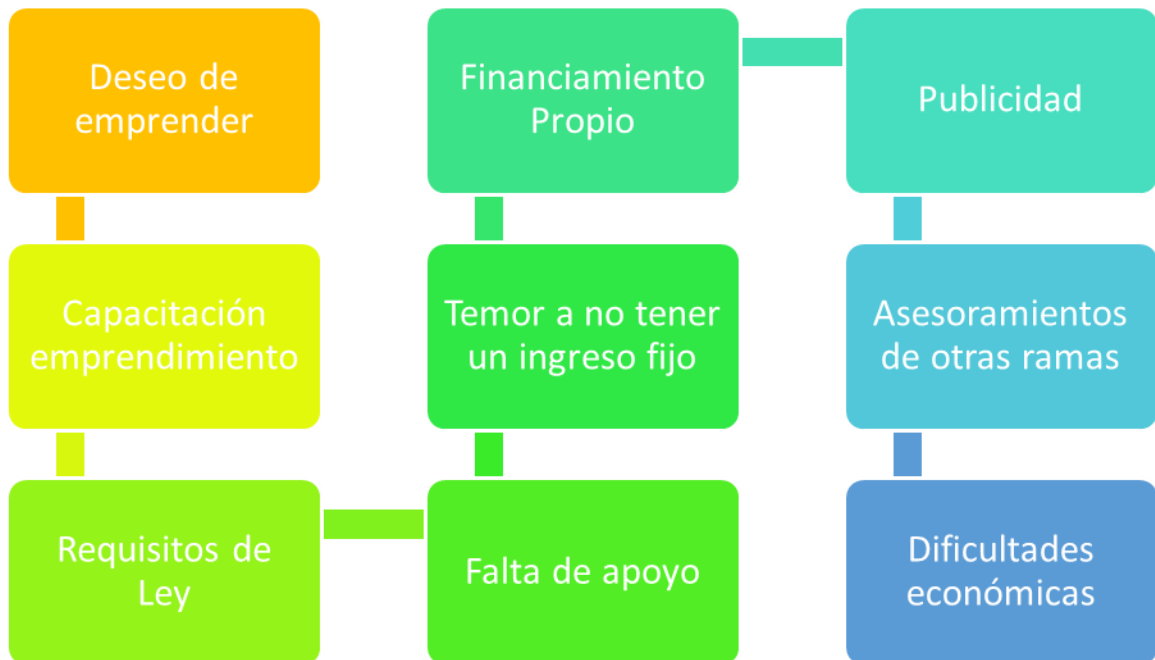 Deseo de
emprender
Capacitación
emprendimiento
Requisitos de
Ley
Falta de apoyo
Temor a no tener
un ingreso fijo
Financiamiento
Propio
Publicidad
Asesoramientos
de otras ramas
Dificultades
económicas